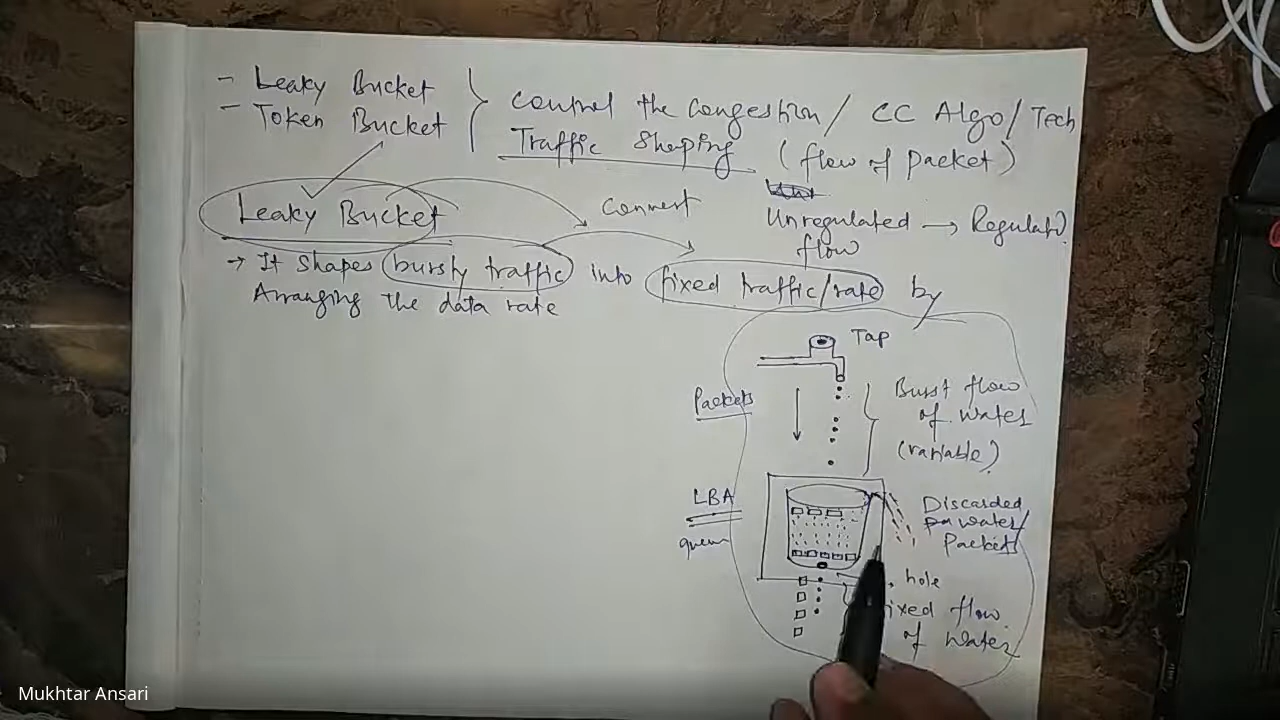 - Leaky Bucket
- Token Bucket
control the congestion / CC Algo / Tech
Traffic Shaping (flow of packet)
Leaky Bucket
Convert
Unregulated → Regulated
flow
→ It shapes bursty traffic into fixed traffic/rate by
Arranging the data rate
Tap
Packets
Burst flow
of water
(variable)
LBA
queue
Discarded
water/
Packets
hole
fixed flow
of water
Mukhtar Ansari